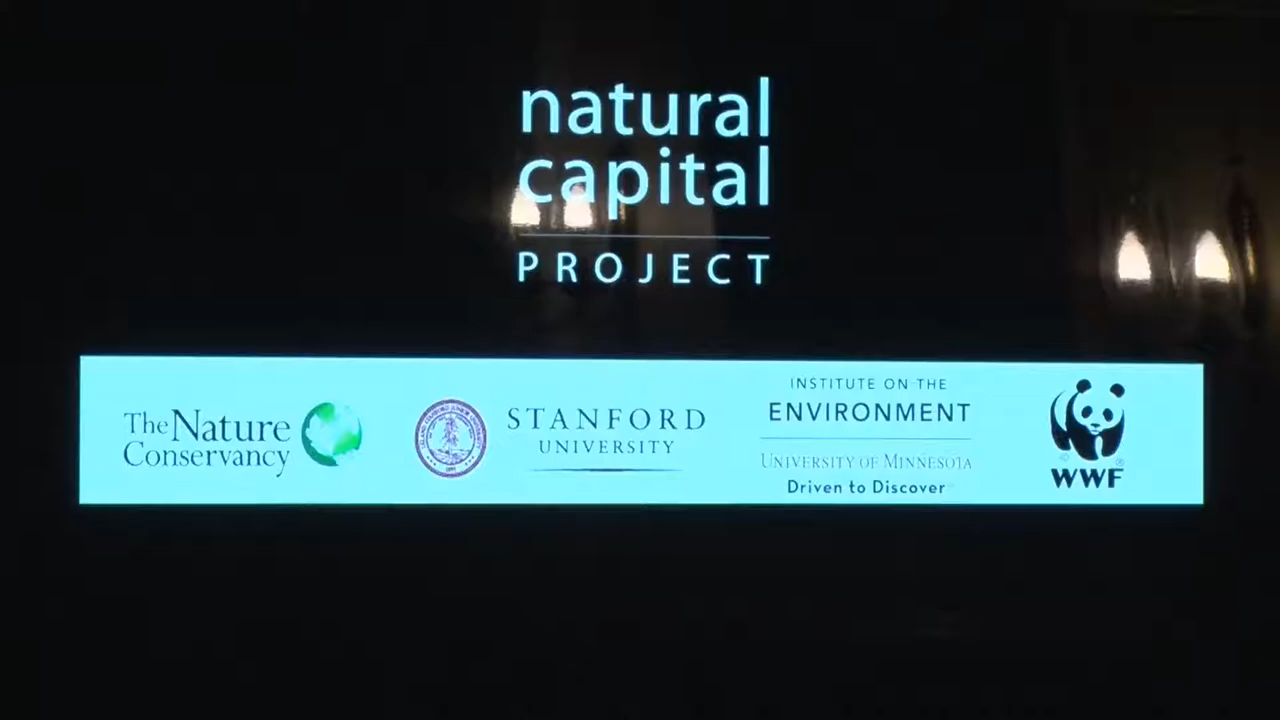 natural
capital
PROJECT
The Nature
Conservancy
STANFORD
UNIVERSITY
INSTITUTE ON THE
ENVIRONMENT
UNIVERSITY OF MINNESOTA
Driven to Discover
WWF